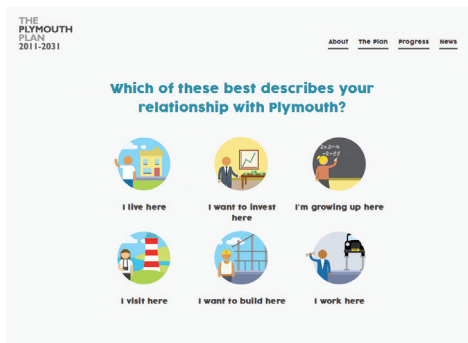 THE
PLYMOUTH
PLAN
2011-2031
About The Plan Progress News
Which of these best describes your
relationship with Plymouth?
I live here
I want to invest
here
I'm growing up here
I visit here
I want to build here
I work here